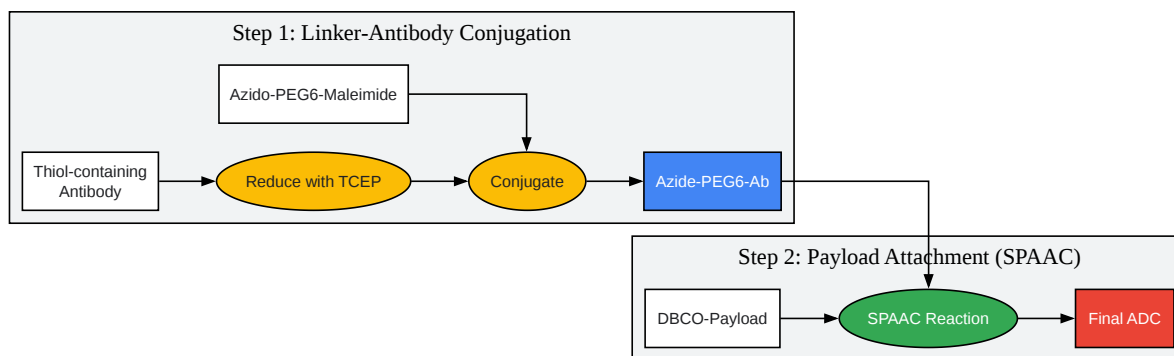 Step 1: Linker-Antibody Conjugation
Azido-PEG6-Maleimide
Thiol-containing
Antibody
Reduce with TCEP
Conjugate
Azide-PEG6-Ab
Step 2: Payload Attachment (SPAAC)
DBCO-Payload
SPAAC Reaction
Final ADC